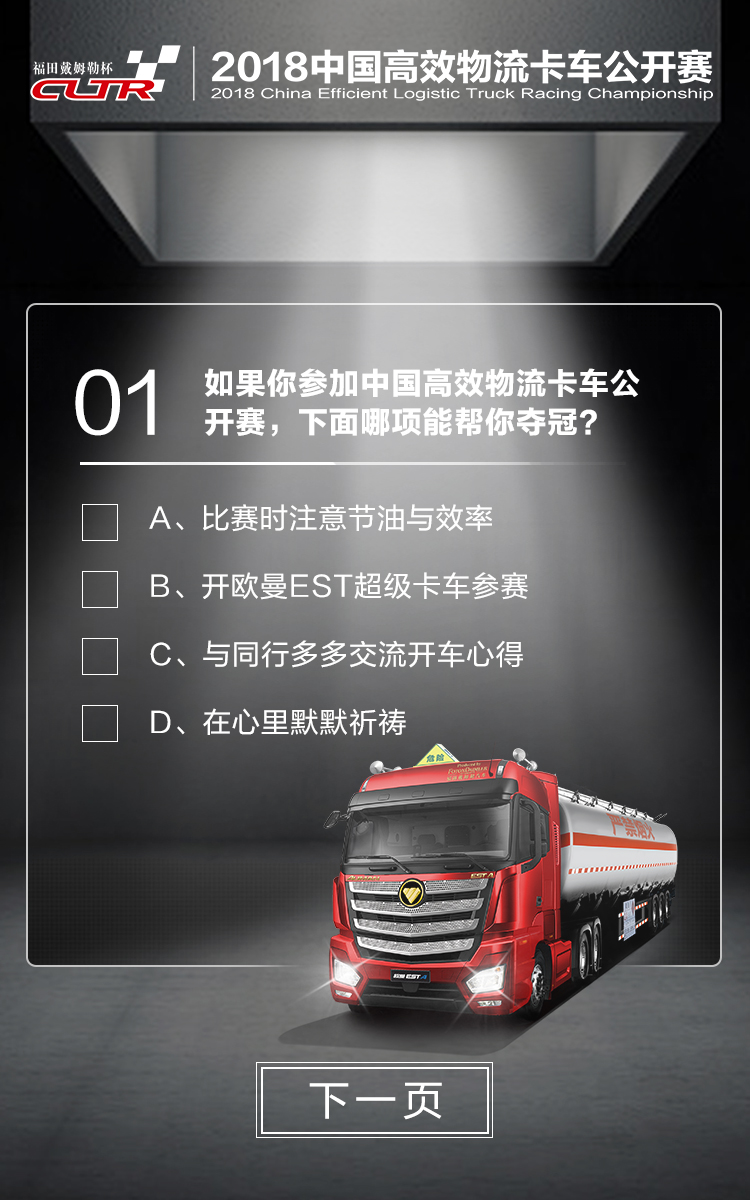 福田戴姆勒杯
CLTR
2018中国高效物流卡车公开赛
2018 China Efficient Logistic Truck Racing Championship
01
如果你参加中国高效物流卡车公
开赛，下面哪项能帮你夺冠？
A、比赛时注意节油与效率
B、开欧曼EST超级卡车参赛
C、与同行多多交流开车心得
D、在心里默默祈祷
危险
严禁烟火
EST-A
欧曼 EST-A
下一页